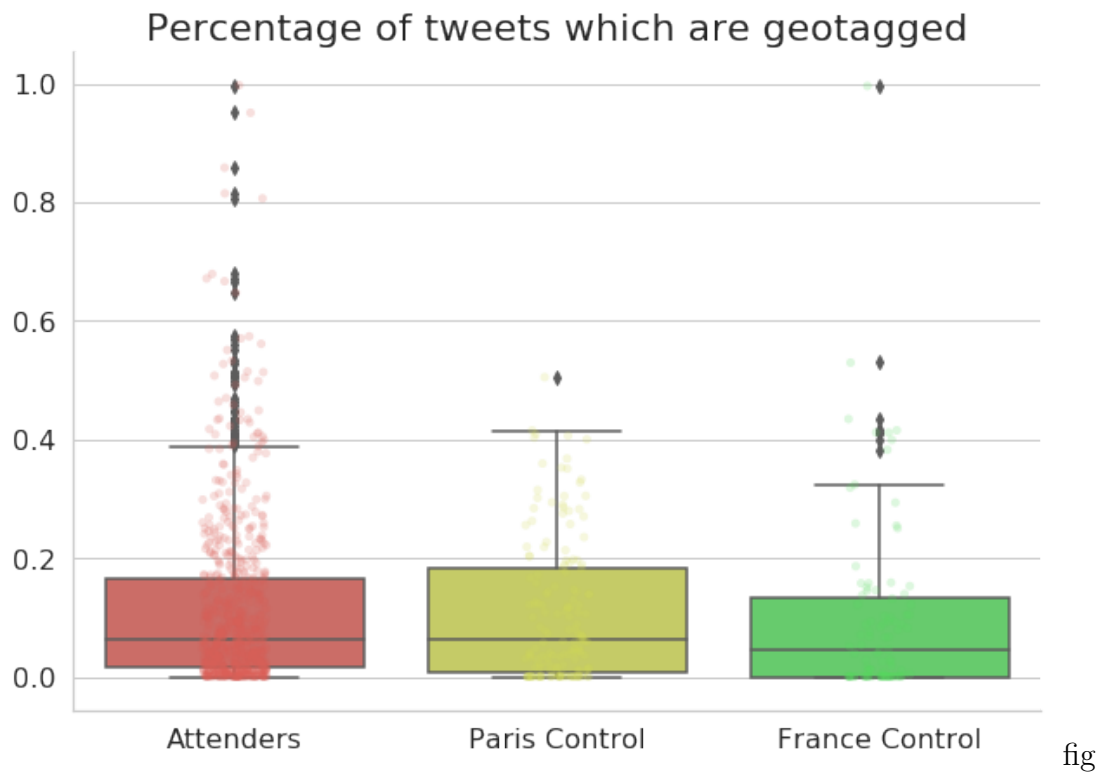 Percentage of tweets which are geotagged
1.0
0.8
0.6
0.4
0.2
0.0
Attenders Paris Control France Control
fig